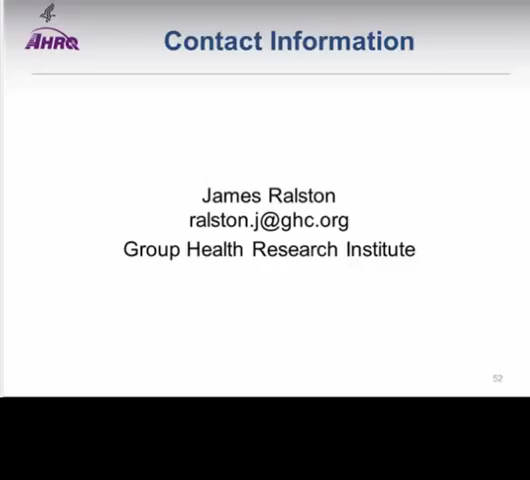 AHRQ
Contact Information
James Ralston
ralston.j@ghc.org
Group Health Research Institute
52